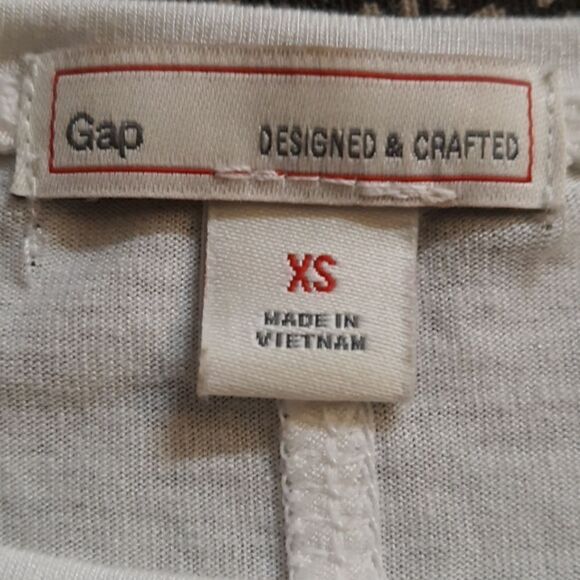 Gap DESIGNED & CRAFTED
XS
MADE IN
VIETNAM